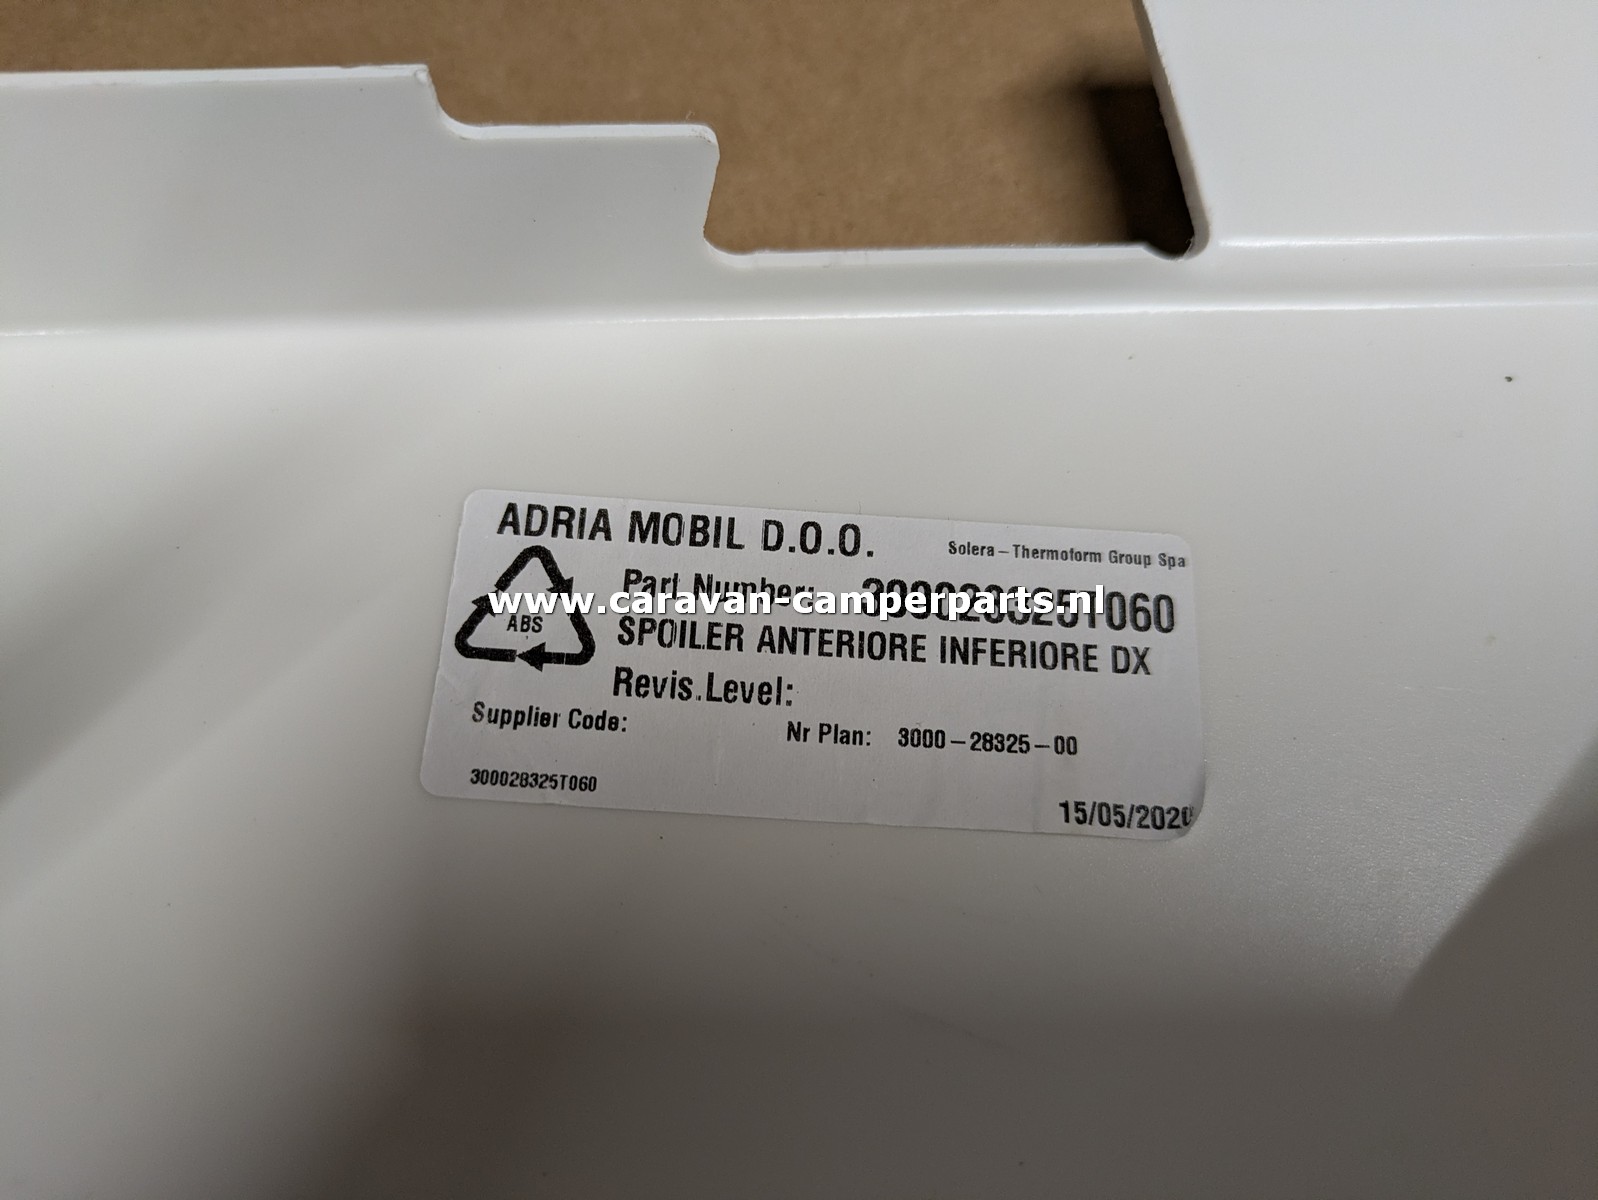 ADRIA MOBIL D.O.O.
Solera – Thermoform Group Spa
ABS
Part Number: 300028325T060
www.caravan-camperparts.nl
SPOILER ANTERIORE INFERIORE DX
Revis.Level:
Supplier Code:
Nr Plan: 3000–28325–00
300028325T060
15/05/2020